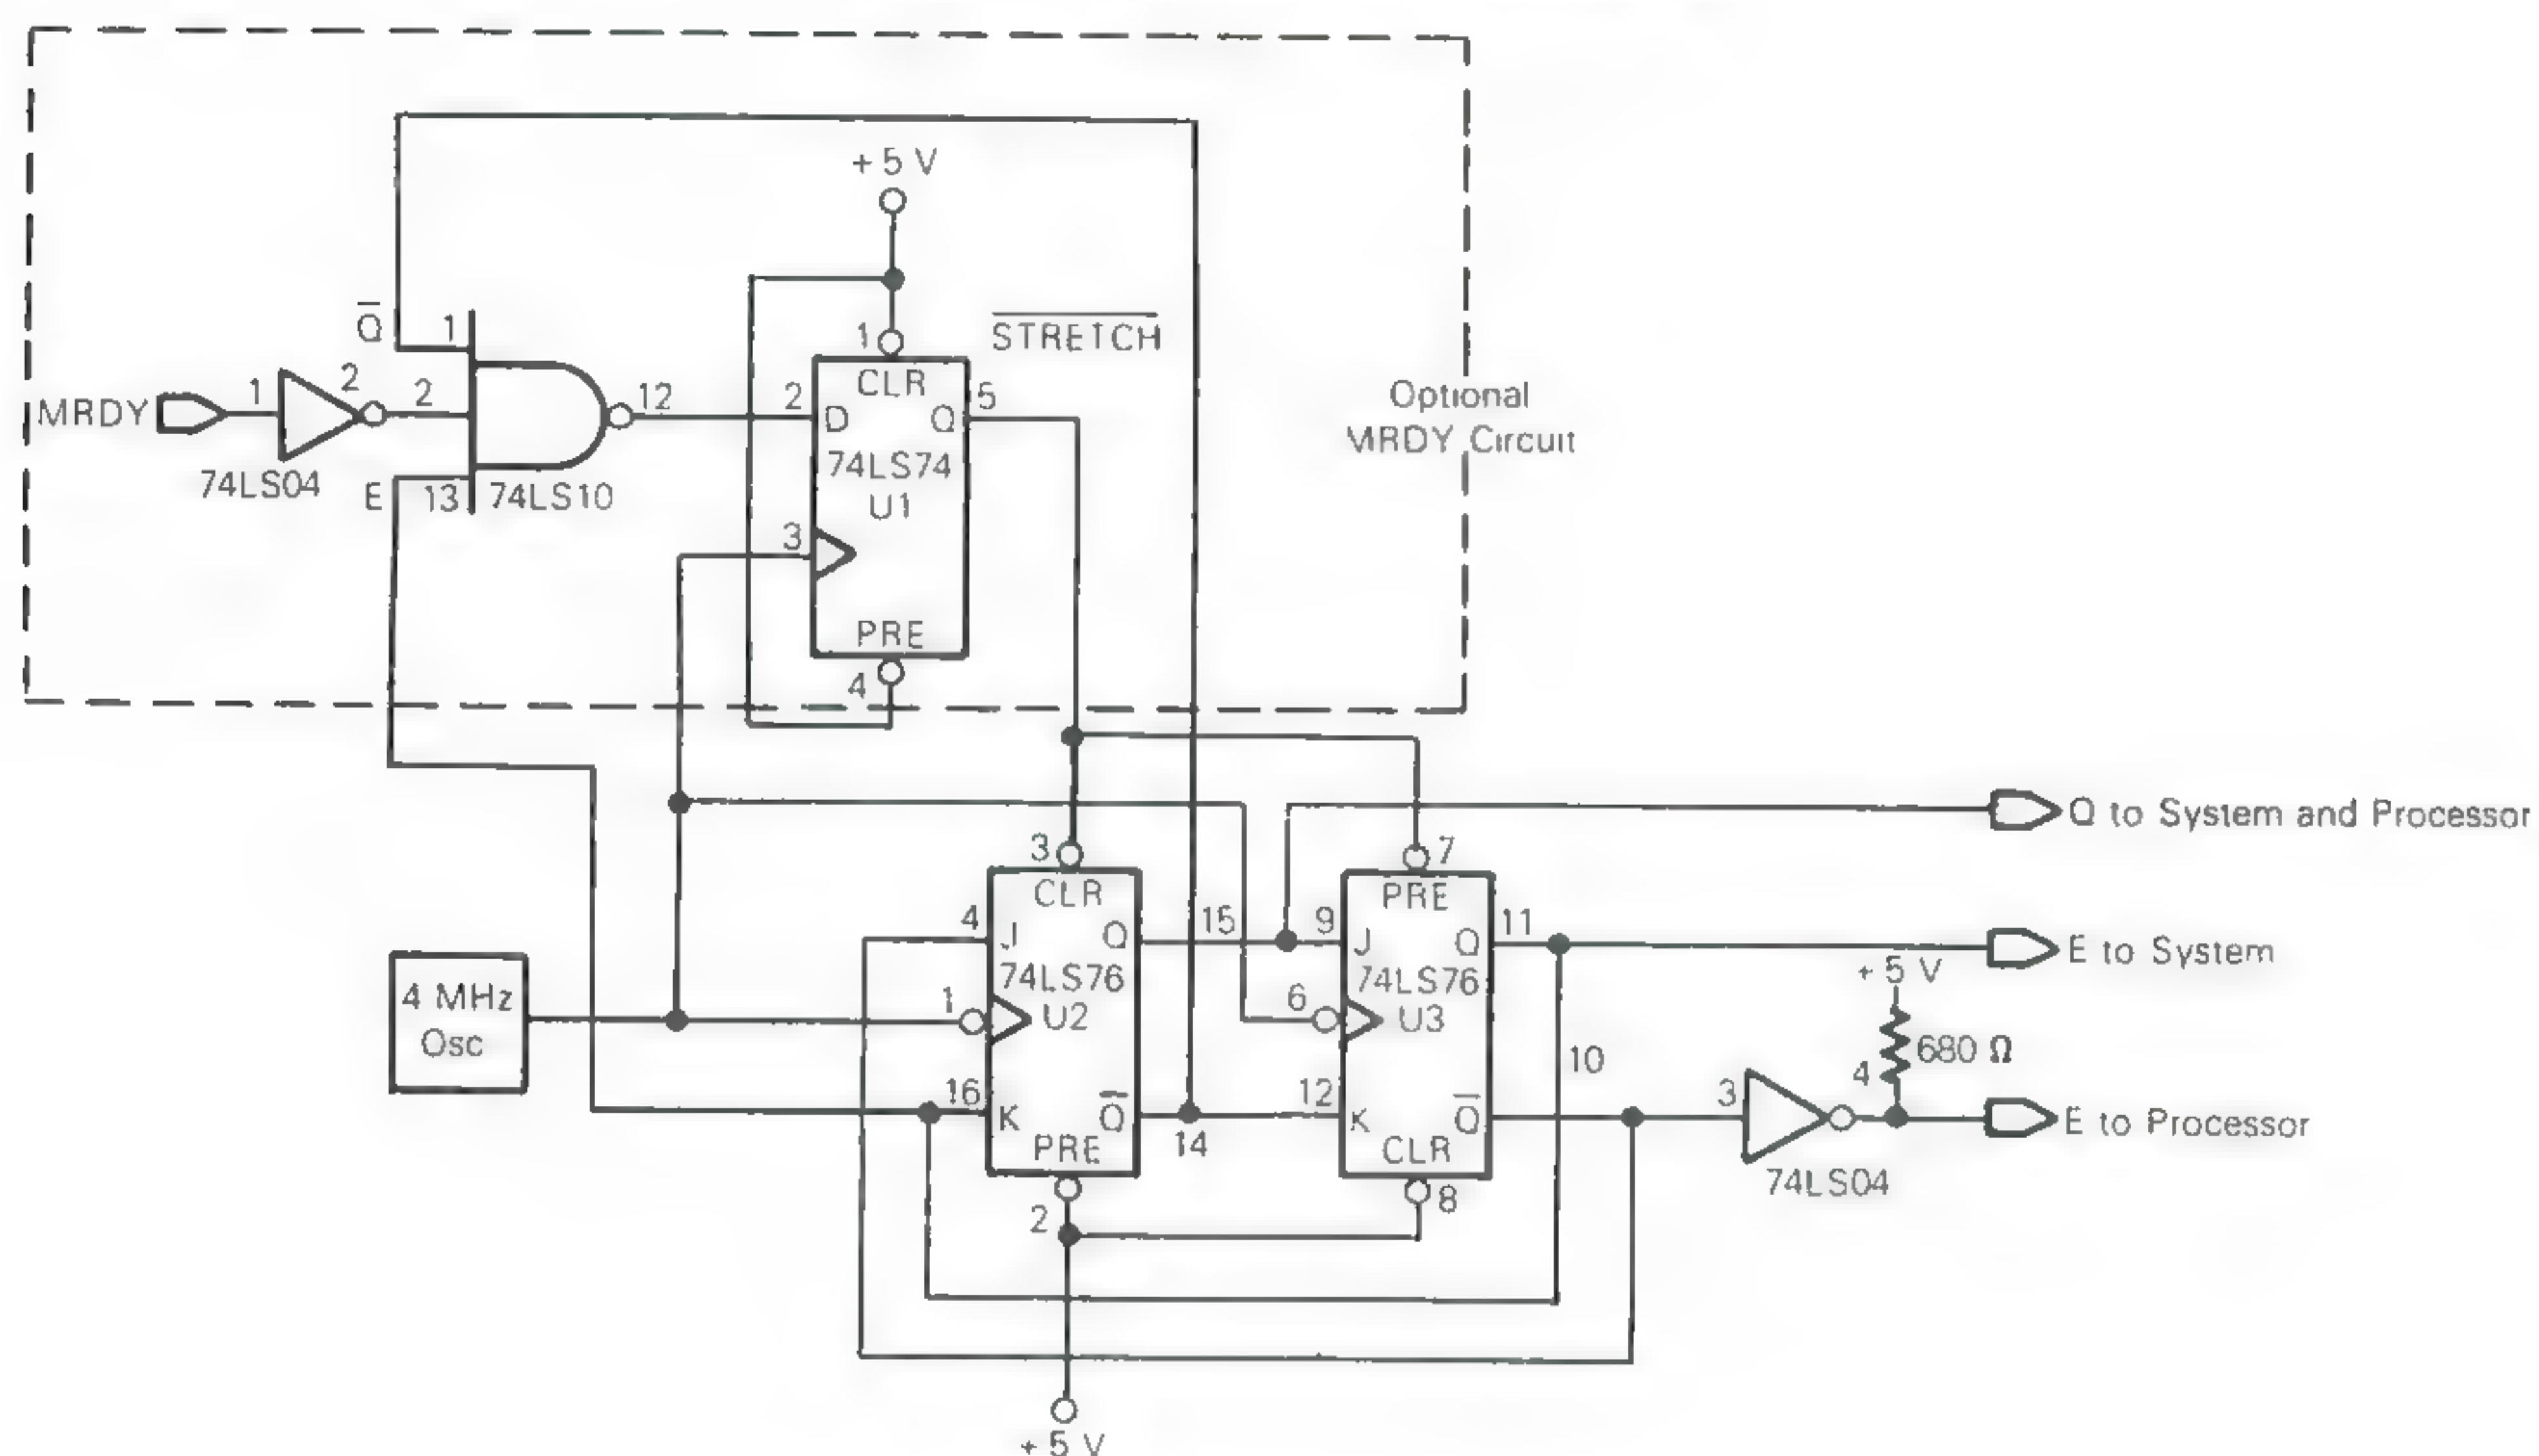 + 5 V
Q̅
1
1
S̅T̅R̅E̅T̅C̅H̅
MRDY
1
2
2
12
2
D
CLR
Q
5
Optional
MRDY Circuit
74LS04
E
13
74LS10
74LS74
U1
3
PRE
4
Q to System and Processor
3
CLR
7
PRE
4
J
Q
15
9
J
Q
11
E to System
4 MHz
Osc
1
74LS76
U2
6
74LS76
U3
+ 5 V
680 Ω
10
4
16
K
Q̅
12
K
Q̅
3
E to Processor
PRE
14
CLR
74LS04
2
8
+ 5 V